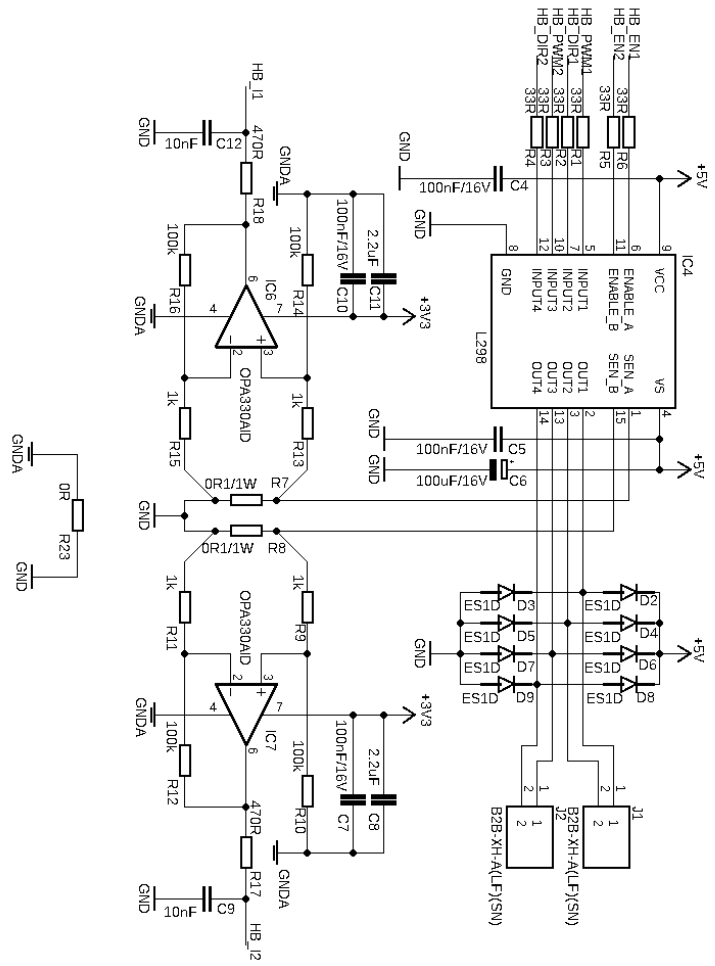 HB_EN1
HB_EN2
HB_PWM1
HB_DIR1
HB_PWM2
HB_DIR2
33R
R6
33R
R5
33R
R1
33R
R2
33R
R3
33R
R4
+5V
GND
100nF/16V
C4
GND
IC4
9
VCC
6
ENABLE_A
11
ENABLE_B
5
INPUT1
7
INPUT2
10
INPUT3
12
INPUT4
8
GND
L298
VS
4
SEN_A
1
SEN_B
15
OUT1
2
OUT2
3
OUT3
13
OUT4
14
+5V
GND
100nF/16V
C5
GND
100uF/16V
+
C6
ES1D
D3
ES1D
D5
ES1D
D7
ES1D
D9
ES1D
D2
ES1D
D4
ES1D
D6
ES1D
D8
+5V
GND
J1
1
2
1
2
B2B-XH-A(LF)(SN)
J2
1
2
1
2
B2B-XH-A(LF)(SN)
HB_I1
GND
10nF
C12
470R
R18
GNDA
100k
R14
100nF/16V
C10
2.2uF
C11
+3V3
100k
R16
GNDA
IC6
6
4
7
2
3
-
+
OPA330AID
1k
R15
1k
R13
0R1/1W
R7
0R1/1W
R8
GND
1k
R11
1k
R9
OPA330AID
IC7
2
3
-
+
4
7
6
GNDA
+3V3
100k
R12
100k
R10
100nF/16V
C7
2.2uF
C8
GNDA
470R
R17
GND
10nF
C9
HB_I2
GNDA
0R
R23
GND